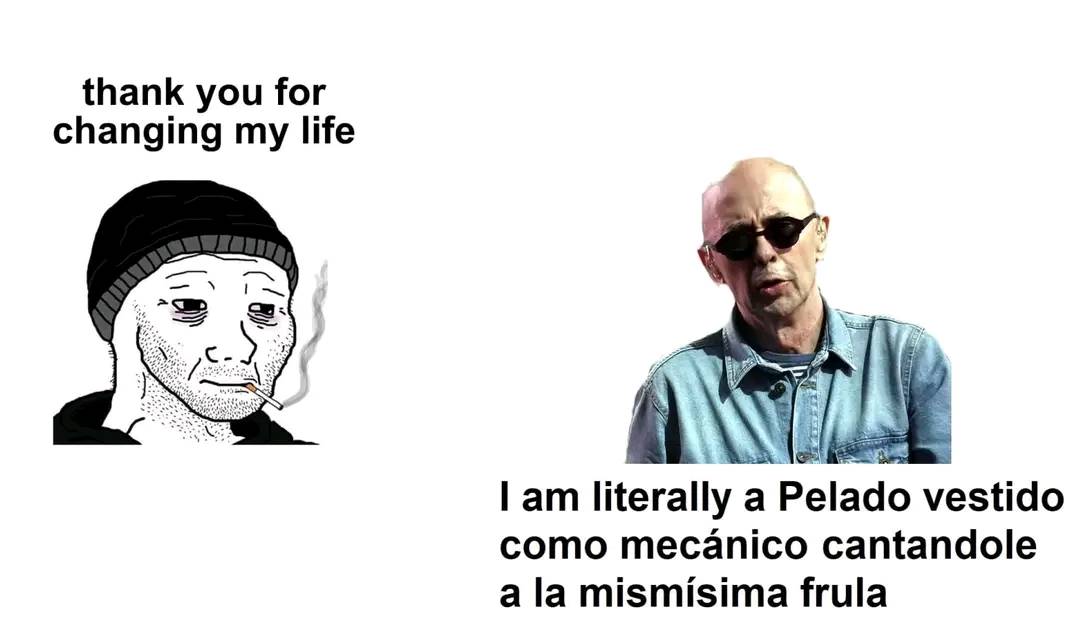 thank you for
changing my life
I am literally a Pelado vestido
como mecánico cantandole
a la mismísima frula